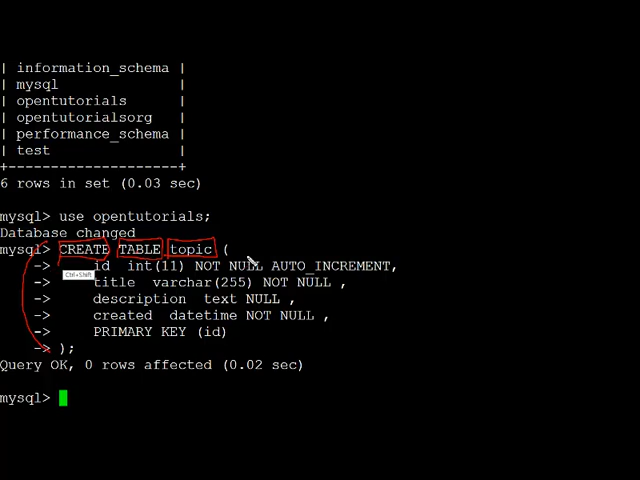 | information_schema |
| mysql              |
| opentutorials      |
| opentutorialsorg   |
| performance_schema |
| test               |
+--------------------+
6 rows in set (0.03 sec)
mysql> use opentutorials;
Database changed
mysql> CREATE TABLE topic (
    ->     id  int(11) NOT NULL AUTO_INCREMENT,
Ctrl+Shift
    ->     title  varchar(255) NOT NULL ,
    ->     description  text NULL ,
    ->     created  datetime NOT NULL ,
    ->     PRIMARY KEY (id)
    -> );
Query OK, 0 rows affected (0.02 sec)
mysql>